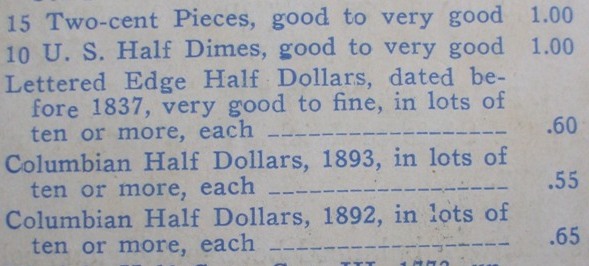 15 Two-cent Pieces, good to very good 1.00
10 U. S. Half Dimes, good to very good 1.00
Lettered Edge Half Dollars, dated be-
fore 1837, very good to fine, in lots of
ten or more, each .60
Columbian Half Dollars, 1893, in lots of
ten or more, each .55
Columbian Half Dollars, 1892, in lots of
ten or more, each .65